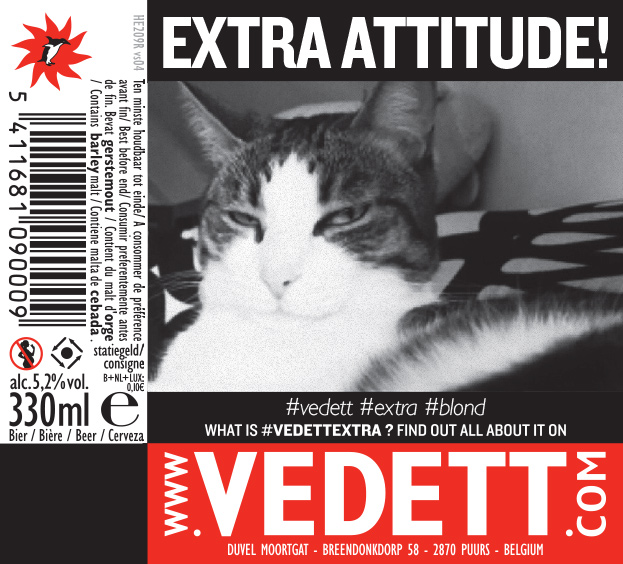 EXTRA ATTITUDE!
HE209R vs04
Ten minste houdbaar tot einde/ A consommer de préférence
avant fin/ Best before end/ Consumir preferentemente antes
de fin. Bevat gerstemout / Contient du malt d'orge
/ Contains barley malt / Contiene malta de cebada.
5 411681 090009
statiegeld/
consigne
B+NL+LUX:
0,10€
alc.5,2%vol.
330ml e
Bier / Bière / Beer / Cerveza
#vedett #extra #blond
WHAT IS #VEDETTEXTRA ? FIND OUT ALL ABOUT IT ON
WWW.VEDETT.COM
DUVEL MOORTGAT - BREENDONKDORP 58 - 2870 PUURS - BELGIUM